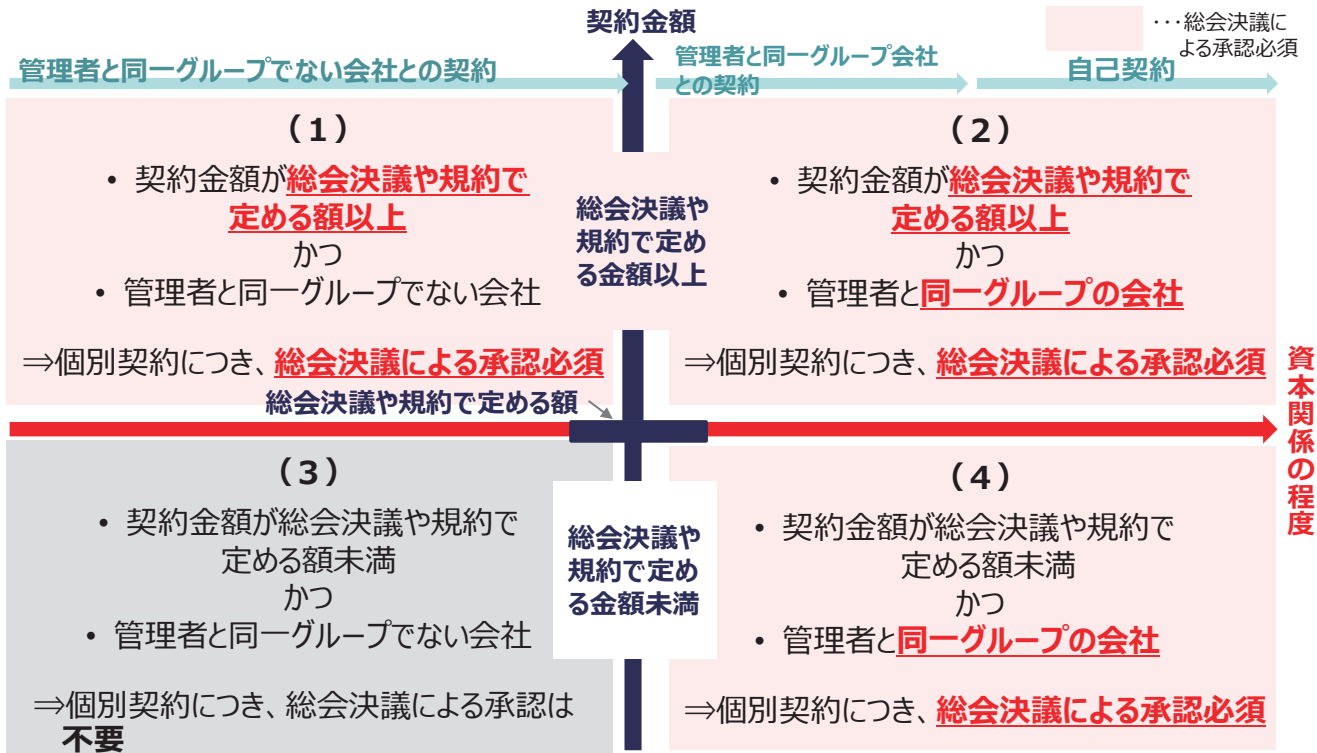 契約金額
・・・総会決議に
よる承認必須
管理者と同一グループでない会社との契約
管理者と同一グループ会社
との契約
自己契約
（1）
• 契約金額が総会決議や規約で
定める額以上
かつ
• 管理者と同一グループでない会社
⇒個別契約につき、総会決議による承認必須
総会決議や
規約で定め
る金額以上
（2）
• 契約金額が総会決議や規約で
定める額以上
かつ
• 管理者と同一グループの会社
⇒個別契約につき、総会決議による承認必須
総会決議や規約で定める額
資本関係の程度
（3）
• 契約金額が総会決議や規約で
定める額未満
かつ
• 管理者と同一グループでない会社
⇒個別契約につき、総会決議による承認は
不要
総会決議や
規約で定め
る金額未満
（4）
• 契約金額が総会決議や規約で
定める額未満
かつ
• 管理者と同一グループの会社
⇒個別契約につき、総会決議による承認必須